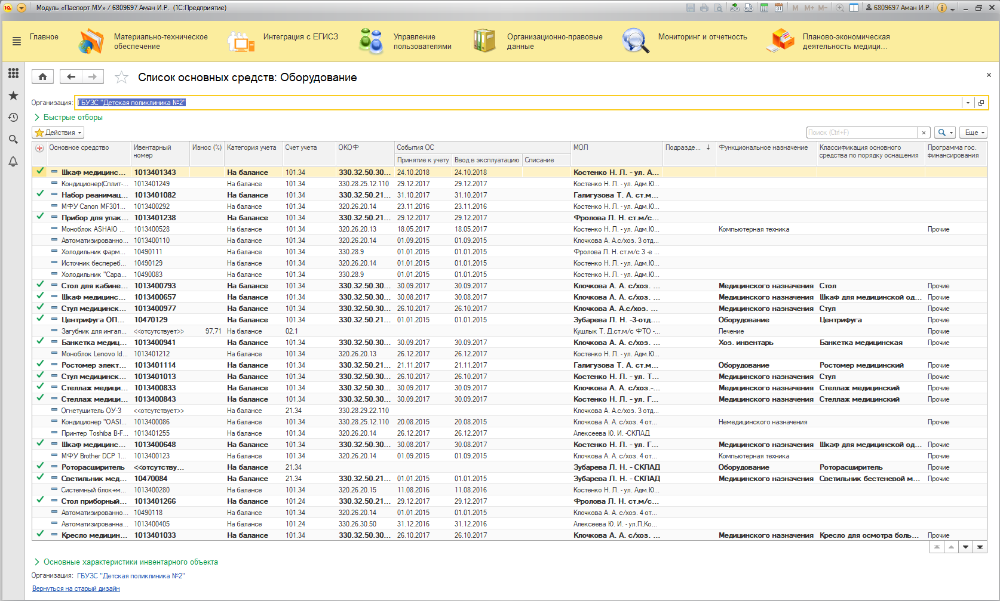 Модуль «Паспорт МУ» / 6809697 Аман И.Р. (1С:Предприятие)
M M+ M- 6809697 Аман И.Р.
Главное
Материально-техническое обеспечение
Интеграция с ЕГИСЗ
Управление пользователями
Организационно-правовые данные
Мониторинг и отчетность
Планово-экономическая деятельность медици...
Список основных средств: Оборудование
Организация: ГБУЗС "Детская поликлиника №2"
Быстрые отборы
Действия Поиск (Ctrl+F) × Еще
Основное средство Ивентарный номер Износ (%) Категория учета Счет учета ОКОФ События ОС МОЛ Подразде... ↓ Функциональное назначение Классификация основного средства по порядку оснащения Программа гос. финансирования
Принятие к учету Ввод в эксплуатацию Списание
Шкаф медицинс... 1013401343 На балансе 101.34 330.32.50.30... 24.10.2018 24.10.2018 Костенко Н. Л. - ул. А...
Кондиционер(Сплит-... 1013401249 На балансе 101.34 330.28.25.12.110 29.12.2017 29.12.2017 Костенко Н. Л. - ул. Адм.Ю...
Набор реанимац... 1013401082 На балансе 101.34 330.32.50.21... 31.10.2017 31.10.2017 Галигузова Т. А. ст.м...
МФУ Canon MF301... 1013400292 На балансе 101.34 320.26.20.14 23.11.2016 23.11.2016 Костенко Н. Л. - ул. Адм.Ю...
Прибор для упак... 1013401238 На балансе 101.34 330.32.50.21... 29.12.2017 29.12.2017 Фролова Л. Н. ст.м/с...
Моноблок ASHAIO ... 1013400528 На балансе 101.34 320.26.20.13 18.05.2017 18.05.2017 Костенко Н. Л. - ул. Адм.Ю... Компьютерная техника Прочие
Автоматизированно... 1013400110 На балансе 101.34 320.26.20.14 01.09.2015 01.09.2015 Клочкова А. А.с/хоз. 3 отд...
Холодильник фарм... 10490111 На балансе 101.34 330.28.9 01.01.2015 01.01.2015 Фролова Л. Н. ст.м/с 3 -е ...
Источник беспереб... 10490129 На балансе 101.34 320.26.20.14 01.01.2015 01.01.2015 Костенко Н. Л. - ул. Адм.Ю...
Холодильник "Сара... 10490083 На балансе 101.34 330.28.9 01.01.2015 01.01.2015 Костенко Н. Л. - ул. Адм.Ю...
Стол для кабине... 1013400793 На балансе 101.34 330.32.50.30... 30.09.2017 30.09.2017 Клочкова А. А. с/хоз. ... Медицинского назначения Стол Прочие
Шкаф медицинс... 1013400657 На балансе 101.34 330.32.50.30... 30.08.2017 30.08.2017 Клочкова А. А. с/хоз. ... Медицинского назначения Шкаф для медицинской од... Прочие
Стул медицинск... 1013400977 На балансе 101.34 330.32.50.30... 26.10.2017 26.10.2017 Клочкова А. А.с/хоз. ... Медицинского назначения Стул Прочие
Центрифуга ОП... 10470129 На балансе 101.34 330.32.50.21... 01.01.2015 01.01.2015 Зубарева Л. Н. -3-отд.... Оборудование Центрифуга Прочие
Загубник для ингал... <<отсутствует>> 97,71 На балансе 02.1 Кушлык Т. Д.ст.м/с ФТО -... Лечение Прочие
Банкетка медиц... 1013400941 На балансе 101.34 330.32.50.30... 30.09.2017 30.09.2017 Клочкова А. А. с/хоз. ... Хоз. инвентарь Банкетка медицинская Прочие
Моноблок Lenovo Id... 1013401212 На балансе 101.34 320.26.20.13 26.12.2017 26.12.2017 Костенко Н. Л. - ул. Адм.Ю... Прочие
Ростомер элект... 1013401114 На балансе 101.34 330.32.50.21... 21.11.2017 21.11.2017 Галигузова Т. А. ст.м... Оборудование Ростомер медицинский Прочие
Стул медицинск... 1013401013 На балансе 101.34 330.32.50.30... 26.10.2017 26.10.2017 Костенко Н. Л. - ул. Т... Медицинского назначения Стул Прочие
Стеллаж медици... 1013400833 На балансе 101.34 330.32.50.30... 30.09.2017 30.09.2017 Клочкова А. А. с/хоз.-... Медицинского назначения Стеллаж медицинский Прочие
Стеллаж медици... 1013400843 На балансе 101.34 330.32.50.30... 30.09.2017 30.09.2017 Костенко Н. Л. - ул. Г... Медицинского назначения Стеллаж медицинский Прочие
Огнетушитель ОУ-3 <<отсутствует>> На балансе 21.34 330.28.29.22.110 Клочкова А. А.с/хоз. 3 отд...
Кондиционер "OASI... 1013400086 На балансе 101.34 330.28.25.12.110 20.08.2015 20.08.2015 Клочкова А. А. с/хоз. 4 от... Немедицинского назначения Прочие
Принтер Toshiba B-F... 1013401255 На балансе 101.34 320.26.20.14 26.12.2017 26.12.2017 Алексеева Ю. И. -СКЛАД
Шкаф медицинс... 1013400648 На балансе 101.34 330.32.50.30... 30.08.2017 30.08.2017 Костенко Н. Л. - ул. Г... Медицинского назначения Шкаф для медицинской од... Прочие
МФУ Brother DCP 1... 1013400123 На балансе 101.34 320.26.20.14 01.09.2015 01.09.2015 Клочкова А. А. с/хоз. 4 от... Компьютерная техника Прочие
Роторасширитель <<отсутству... На балансе 21.34 Зубарева Л. Н. - СКЛАД Оборудование Роторасширитель Прочие
Светильник мед... 10470084 На балансе 21.34 330.32.50.21... 01.01.2015 01.01.2015 Зубарева Л. Н. - СКЛАД Медицинского назначения Светильник бестеневой м... Прочие
Системный блок+м... 1013400280 На балансе 101.34 320.26.20.15 11.08.2016 11.08.2016 Костенко Н. Л. - ул. Адм.Ю...
Стол приборный... 1013401266 На балансе 101.24 330.32.50.21... 29.12.2017 29.12.2017 Фролова Л. Н. ст.м/с...
Автоматизированно... 10490118 На балансе 101.34 320.26.20.14 01.01.2015 01.01.2015 Клочкова А. А. с/хоз. 4 от...
Автоматизированна... 1013400405 На балансе 101.24 330.26.30.50 31.12.2016 31.12.2016 Алексеева Ю. И. - ул.П,Ко...
Кресло медицин... 1013401033 На балансе 101.34 330.32.50.30... 26.10.2017 26.10.2017 Клочкова А. А. с/хоз. ... Медицинского назначения Кресло для осмотра боль... Прочие
Основные характеристики инвентарного объекта
Организация: ГБУЗС "Детская поликлиника №2"
Вернуться на старый дизайн